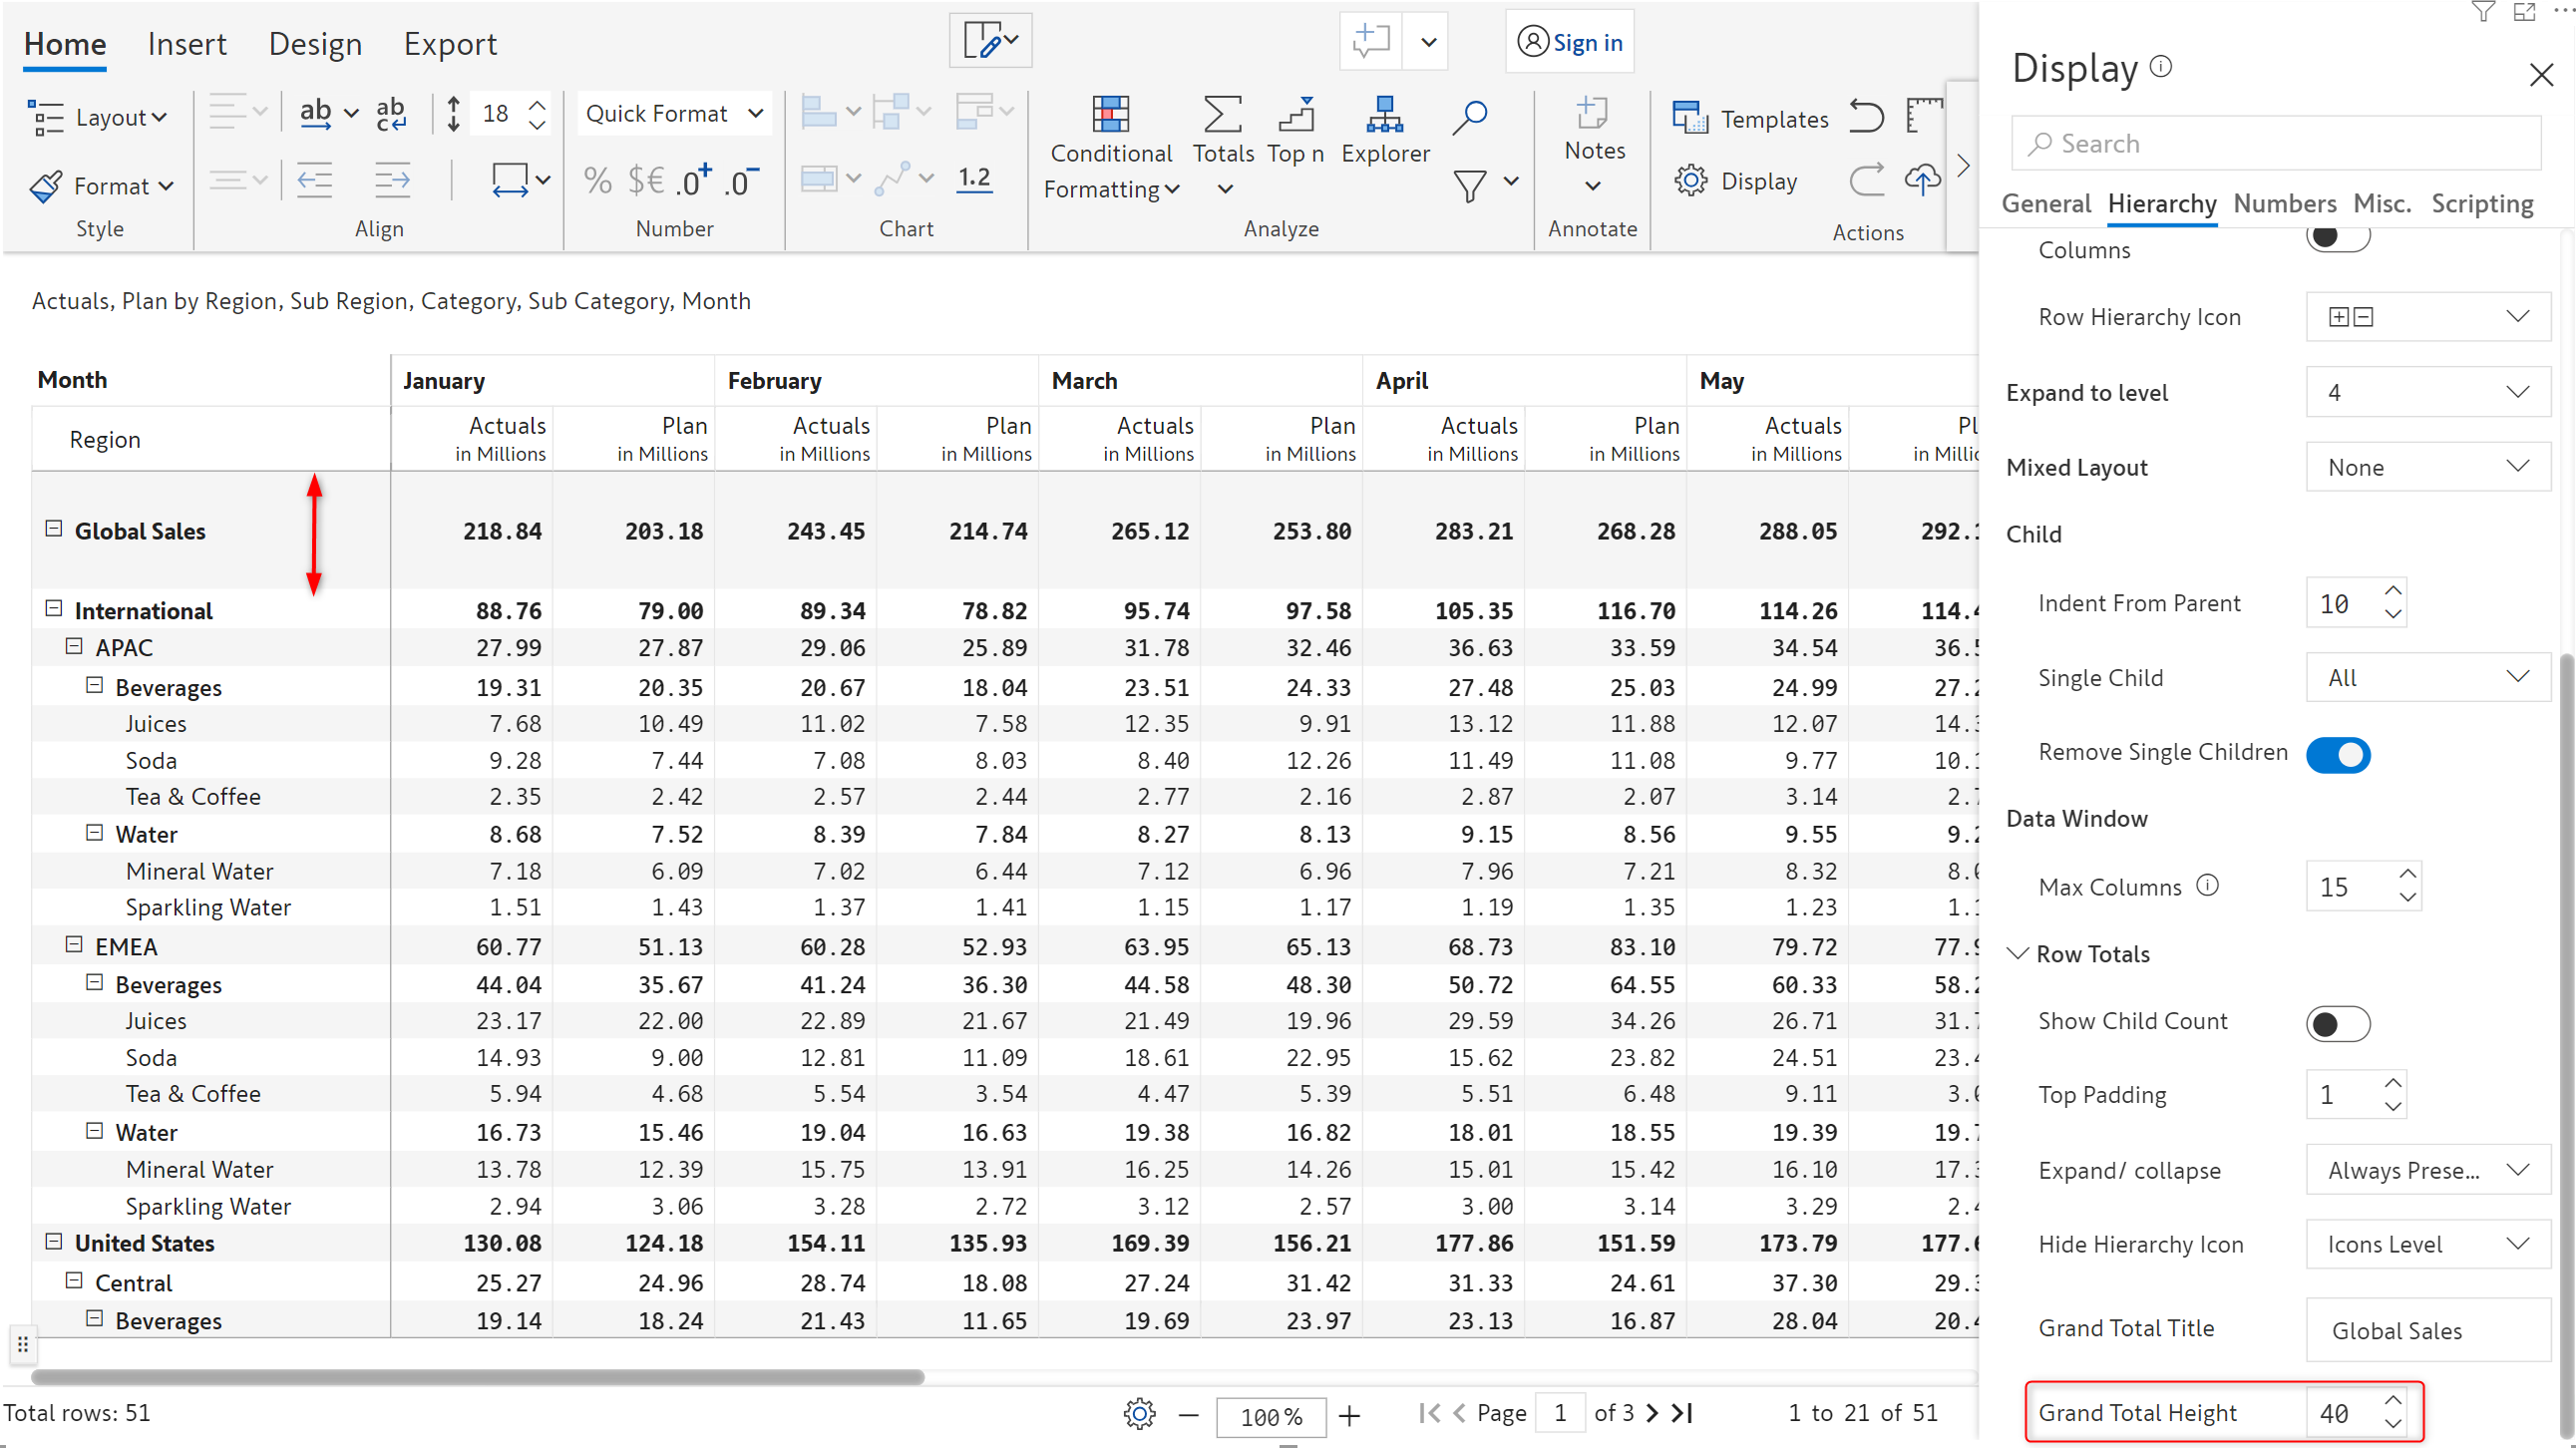 Home Insert Design Export Sign in
Layout ab ab c 18 Quick Format Conditional Formatting Totals Top n Explorer Notes Templates
Format % $€ .0+ .0- 1.2 Display
Style Align Number Chart Analyze Annotate Actions
Actuals, Plan by Region, Sub Region, Category, Sub Category, Month
Month January February March April May
Region Actuals in Millions Plan in Millions Actuals in Millions Plan in Millions Actuals in Millions Plan in Millions Actuals in Millions Plan in Millions Actuals in Millions
Global Sales 218.84 203.18 243.45 214.74 265.12 253.80 283.21 268.28 288.05 292.
International 88.76 79.00 89.34 78.82 95.74 97.58 105.35 116.70 114.26 114.
APAC 27.99 27.87 29.06 25.89 31.78 32.46 36.63 33.59 34.54 36.
Beverages 19.31 20.35 20.67 18.04 23.51 24.33 27.48 25.03 24.99 27.
Juices 7.68 10.49 11.02 7.58 12.35 9.91 13.12 11.88 12.07 14.
Soda 9.28 7.44 7.08 8.03 8.40 12.26 11.49 11.08 9.77 10.
Tea & Coffee 2.35 2.42 2.57 2.44 2.77 2.16 2.87 2.07 3.14 2.
Water 8.68 7.52 8.39 7.84 8.27 8.13 9.15 8.56 9.55 9.
Mineral Water 7.18 6.09 7.02 6.44 7.12 6.96 7.96 7.21 8.32 8.
Sparkling Water 1.51 1.43 1.37 1.41 1.15 1.17 1.19 1.35 1.23 1.
EMEA 60.77 51.13 60.28 52.93 63.95 65.13 68.73 83.10 79.72 77.
Beverages 44.04 35.67 41.24 36.30 44.58 48.30 50.72 64.55 60.33 58.
Juices 23.17 22.00 22.89 21.67 21.49 19.96 29.59 34.26 26.71 31.
Soda 14.93 9.00 12.81 11.09 18.61 22.95 15.62 23.82 24.51 23.
Tea & Coffee 5.94 4.68 5.54 3.54 4.47 5.39 5.51 6.48 9.11 3.
Water 16.73 15.46 19.04 16.63 19.38 16.82 18.01 18.55 19.39 19.
Mineral Water 13.78 12.39 15.75 13.91 16.25 14.26 15.01 15.42 16.10 17.
Sparkling Water 2.94 3.06 3.28 2.72 3.12 2.57 3.00 3.14 3.29 2.
United States 130.08 124.18 154.11 135.93 169.39 156.21 177.86 151.59 173.79 177.
Central 25.27 24.96 28.74 18.08 27.24 31.42 31.33 24.61 37.30 29.
Beverages 19.14 18.24 21.43 11.65 19.69 23.97 23.13 16.87 28.04 20.
Total rows: 51 100% Page 1 of 3 1 to 21 of 51
Display
Search
General Hierarchy Numbers Misc. Scripting
Columns
Row Hierarchy Icon
Expand to level 4
Mixed Layout None
Child
Indent From Parent 10
Single Child All
Remove Single Children
Data Window
Max Columns 15
Row Totals
Show Child Count
Top Padding 1
Expand/ collapse Always Prese...
Hide Hierarchy Icon Icons Level
Grand Total Title Global Sales
Grand Total Height 40